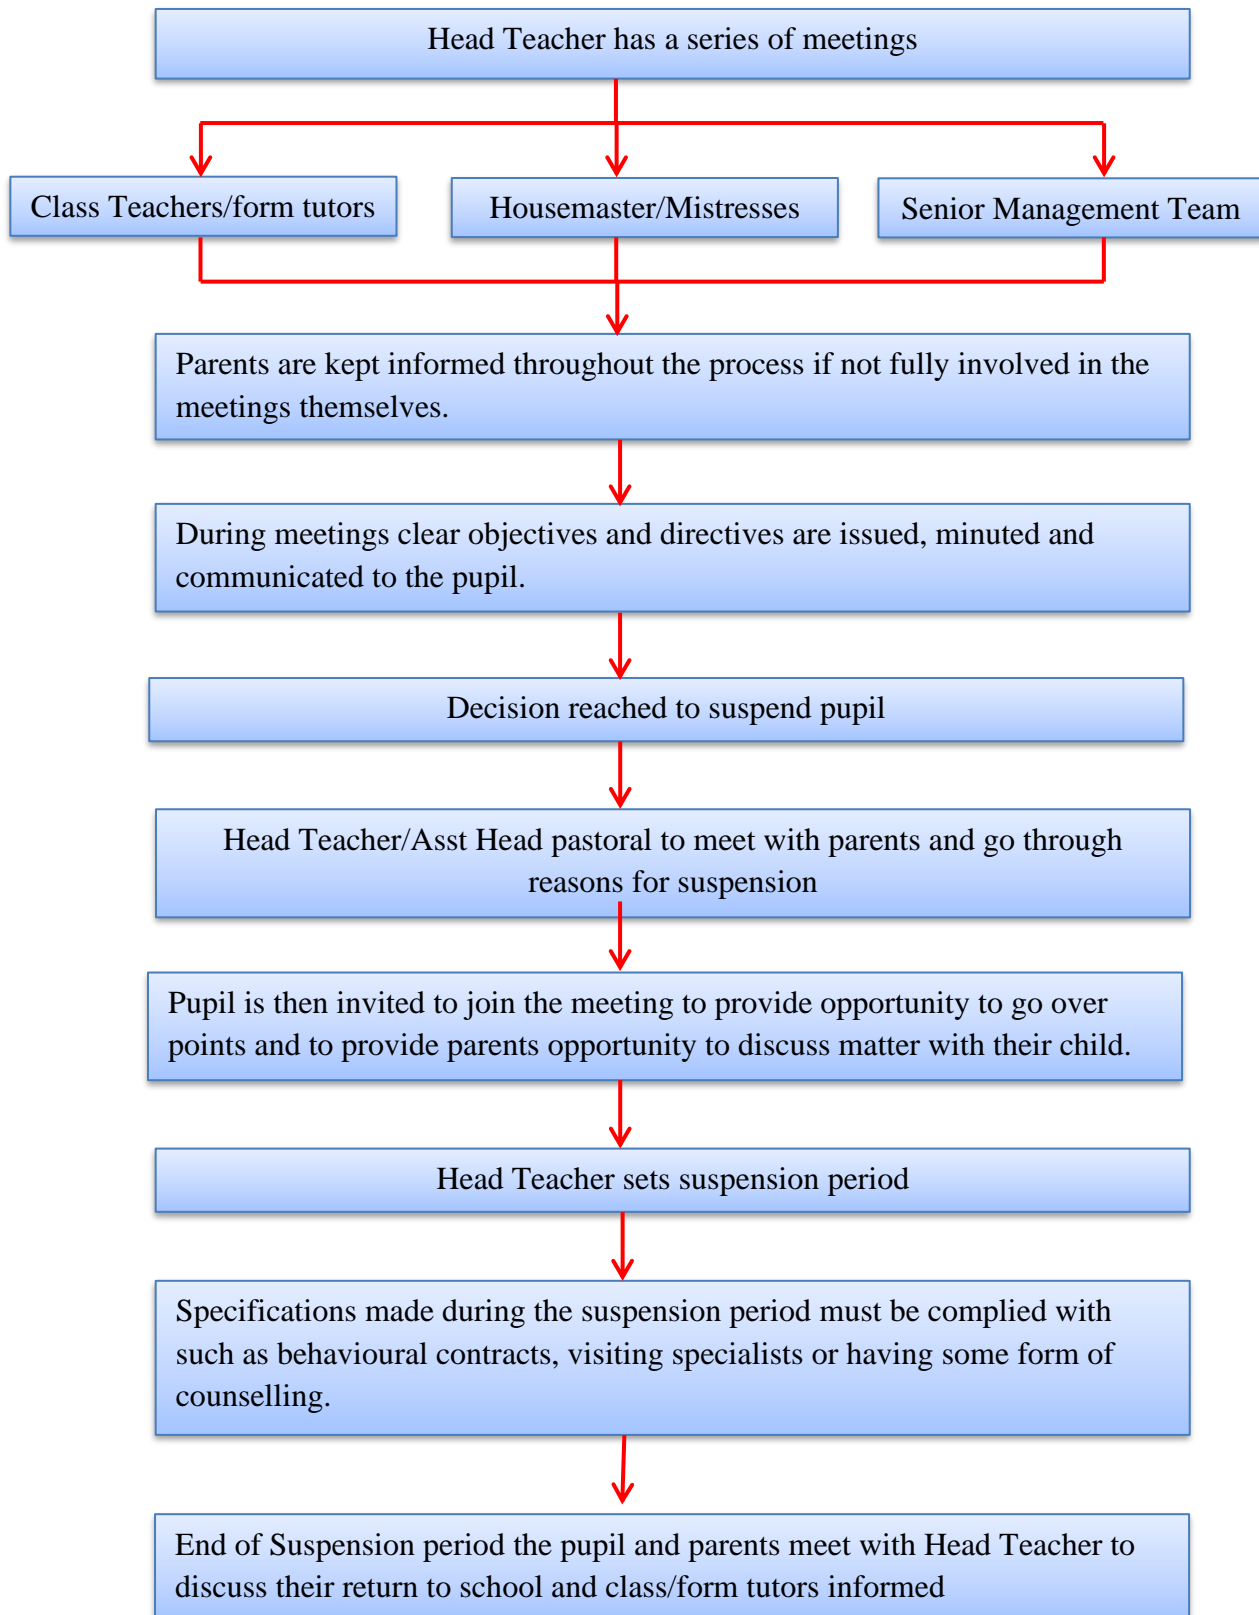 Head Teacher has a series of meetings
Class Teachers/form tutors
Housemaster/Mistresses
Senior Management Team
Parents are kept informed throughout the process if not fully involved in the
meetings themselves.
During meetings clear objectives and directives are issued, minuted and
communicated to the pupil.
Decision reached to suspend pupil
Head Teacher/Asst Head pastoral to meet with parents and go through
reasons for suspension
Pupil is then invited to join the meeting to provide opportunity to go over
points and to provide parents opportunity to discuss matter with their child.
Head Teacher sets suspension period
Specifications made during the suspension period must be complied with
such as behavioural contracts, visiting specialists or having some form of
counselling.
End of Suspension period the pupil and parents meet with Head Teacher to
discuss their return to school and class/form tutors informed